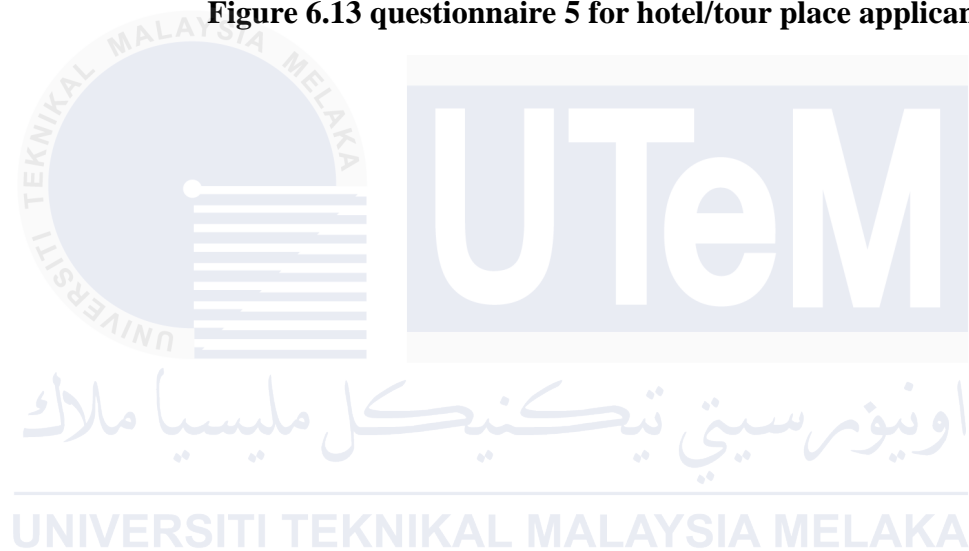 Figure 6.13 questionnaire 5 for hotel/tour place applican
UNIVERSITI TEKNIKAL MALAYSIA MELAKA
UTeM
اونيۏرسيتي تيكنيكل مليسيا ملاك
UNIVERSITI TEKNIKAL MALAYSIA MELAKA